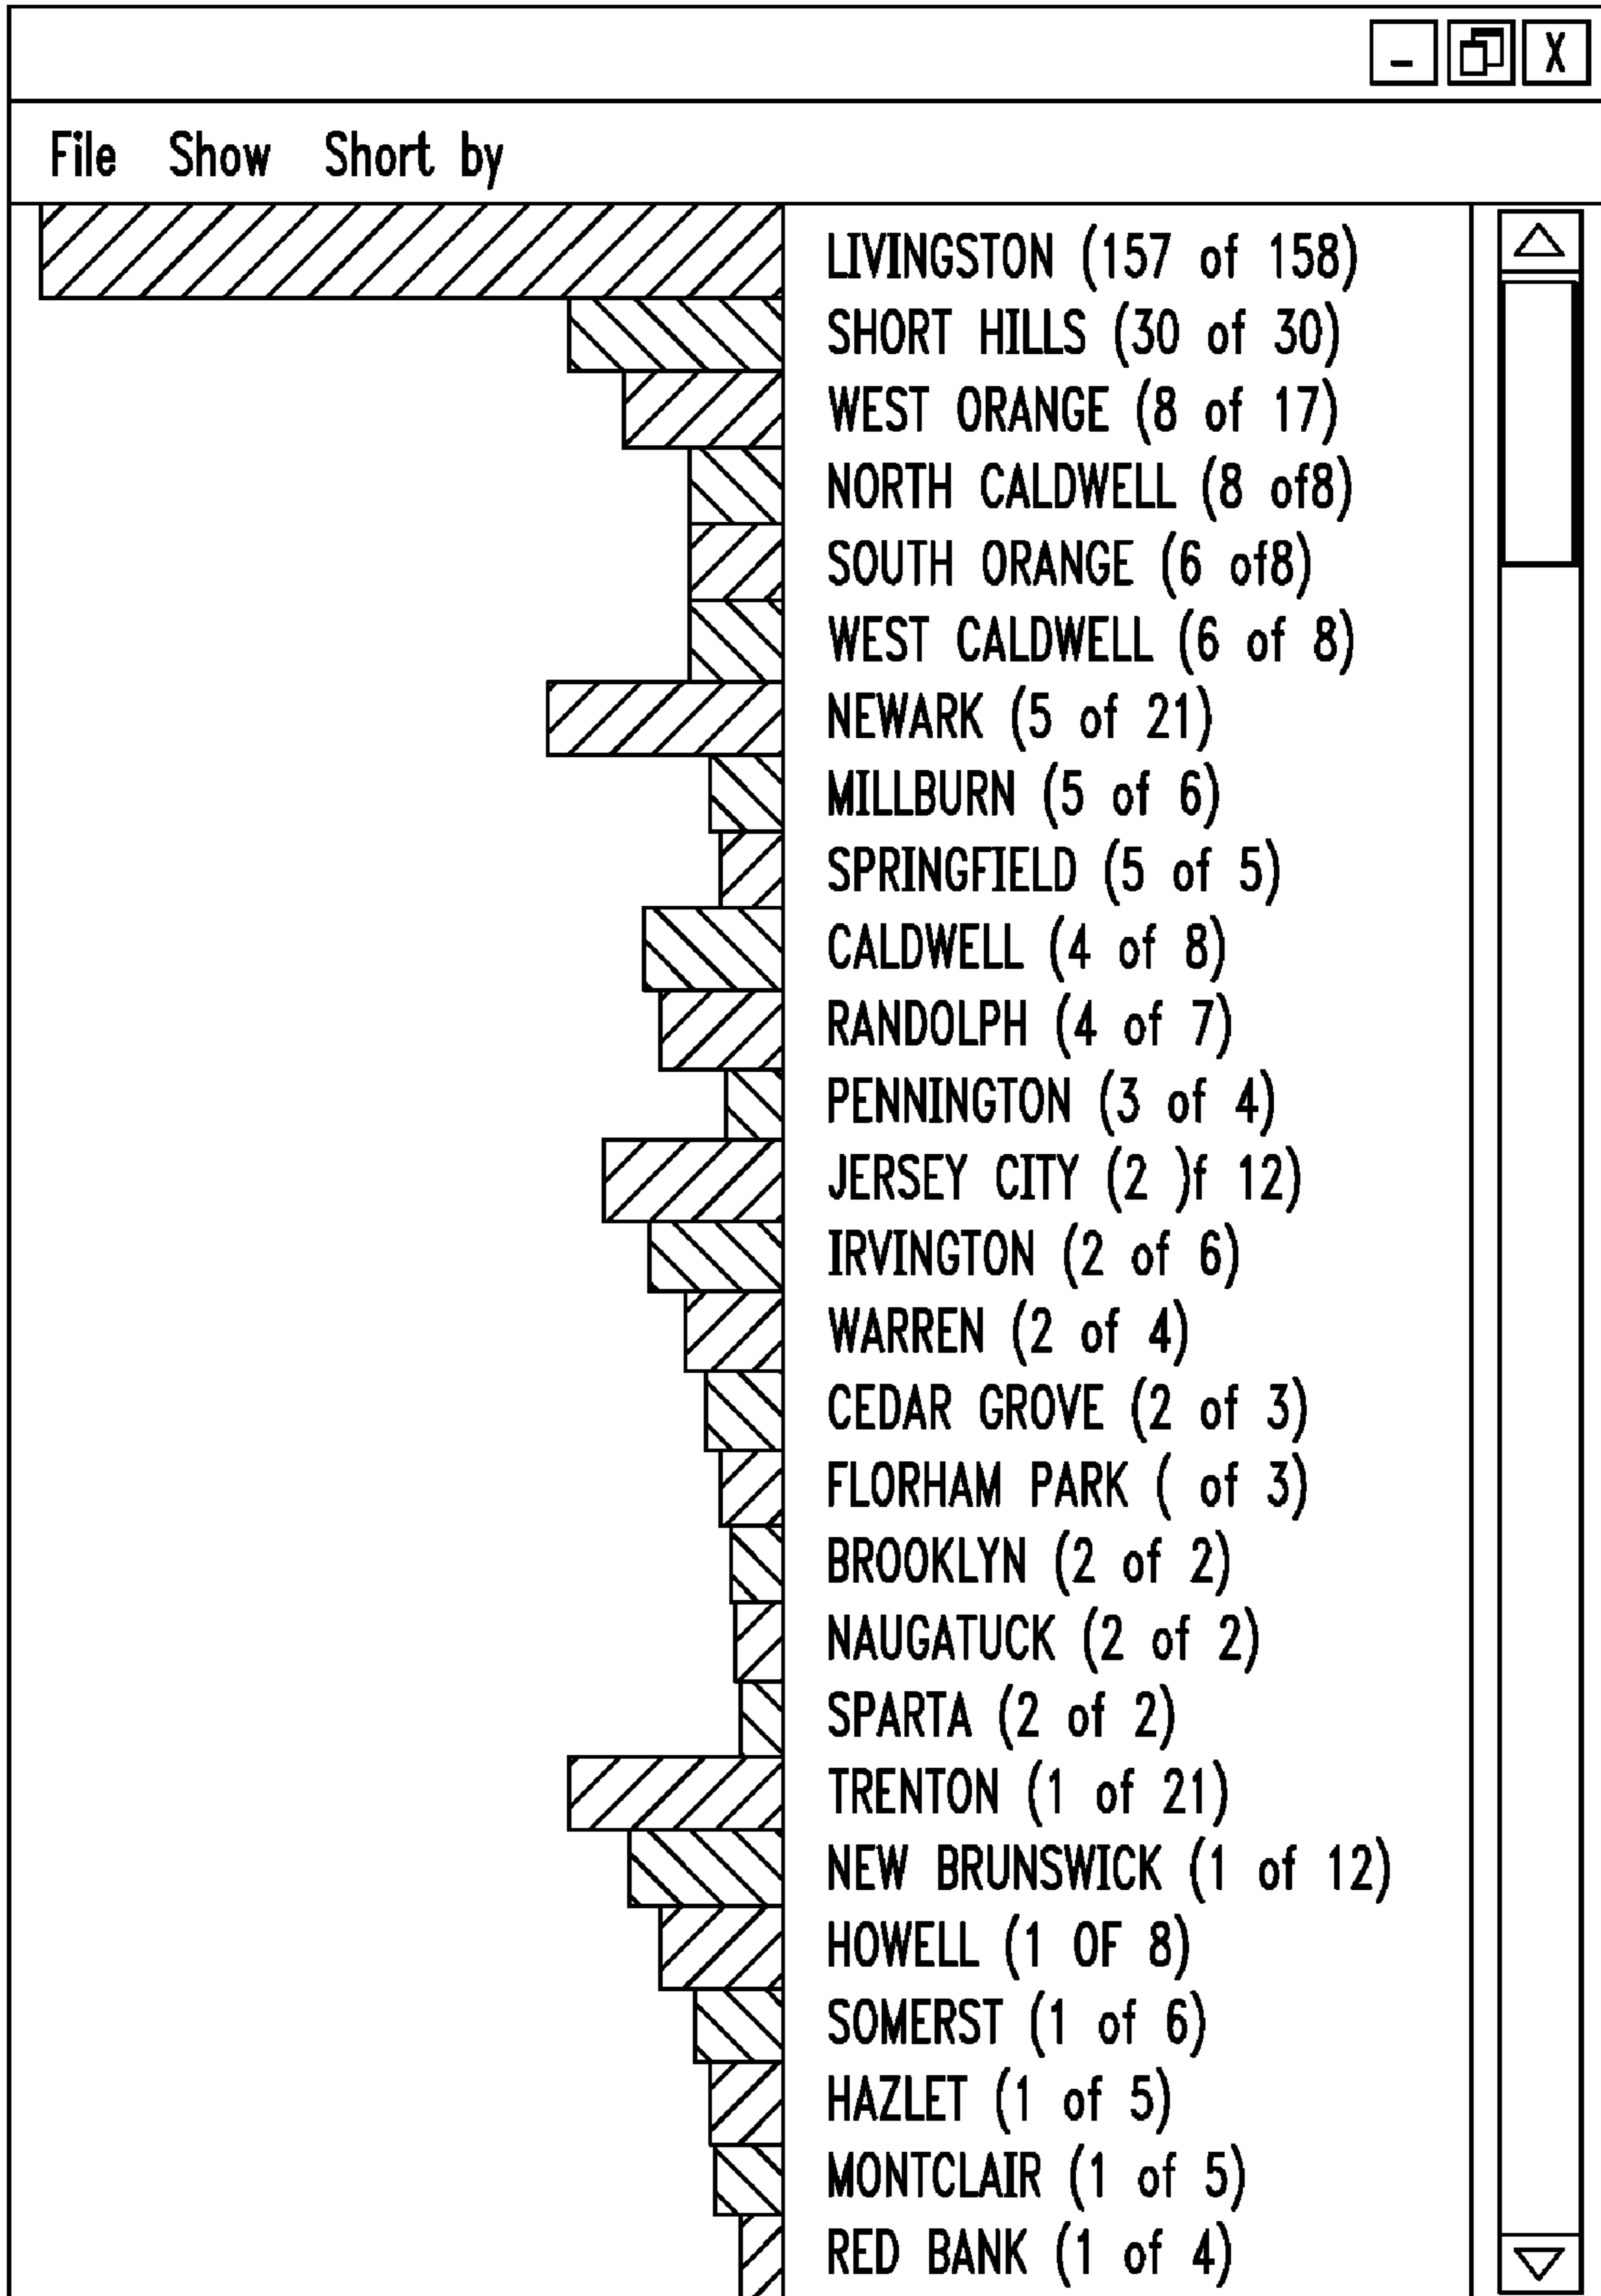 X
File Show Short by
LIVINGSTON (157 of 158)
SHORT HILLS (30 of 30)
WEST ORANGE (8 of 17)
NORTH CALDWELL (8 of8)
SOUTH ORANGE (6 of8)
WEST CALDWELL (6 of 8)
NEWARK (5 of 21)
MILLBURN (5 of 6)
SPRINGFIELD (5 of 5)
CALDWELL (4 of 8)
RANDOLPH (4 of 7)
PENNINGTON (3 of 4)
JERSEY CITY (2 )f 12)
IRVINGTON (2 of 6)
WARREN (2 of 4)
CEDAR GROVE (2 of 3)
FLORHAM PARK ( of 3)
BROOKLYN (2 of 2)
NAUGATUCK (2 of 2)
SPARTA (2 of 2)
TRENTON (1 of 21)
NEW BRUNSWICK (1 of 12)
HOWELL (1 OF 8)
SOMERST (1 of 6)
HAZLET (1 of 5)
MONTCLAIR (1 of 5)
RED BANK (1 of 4)